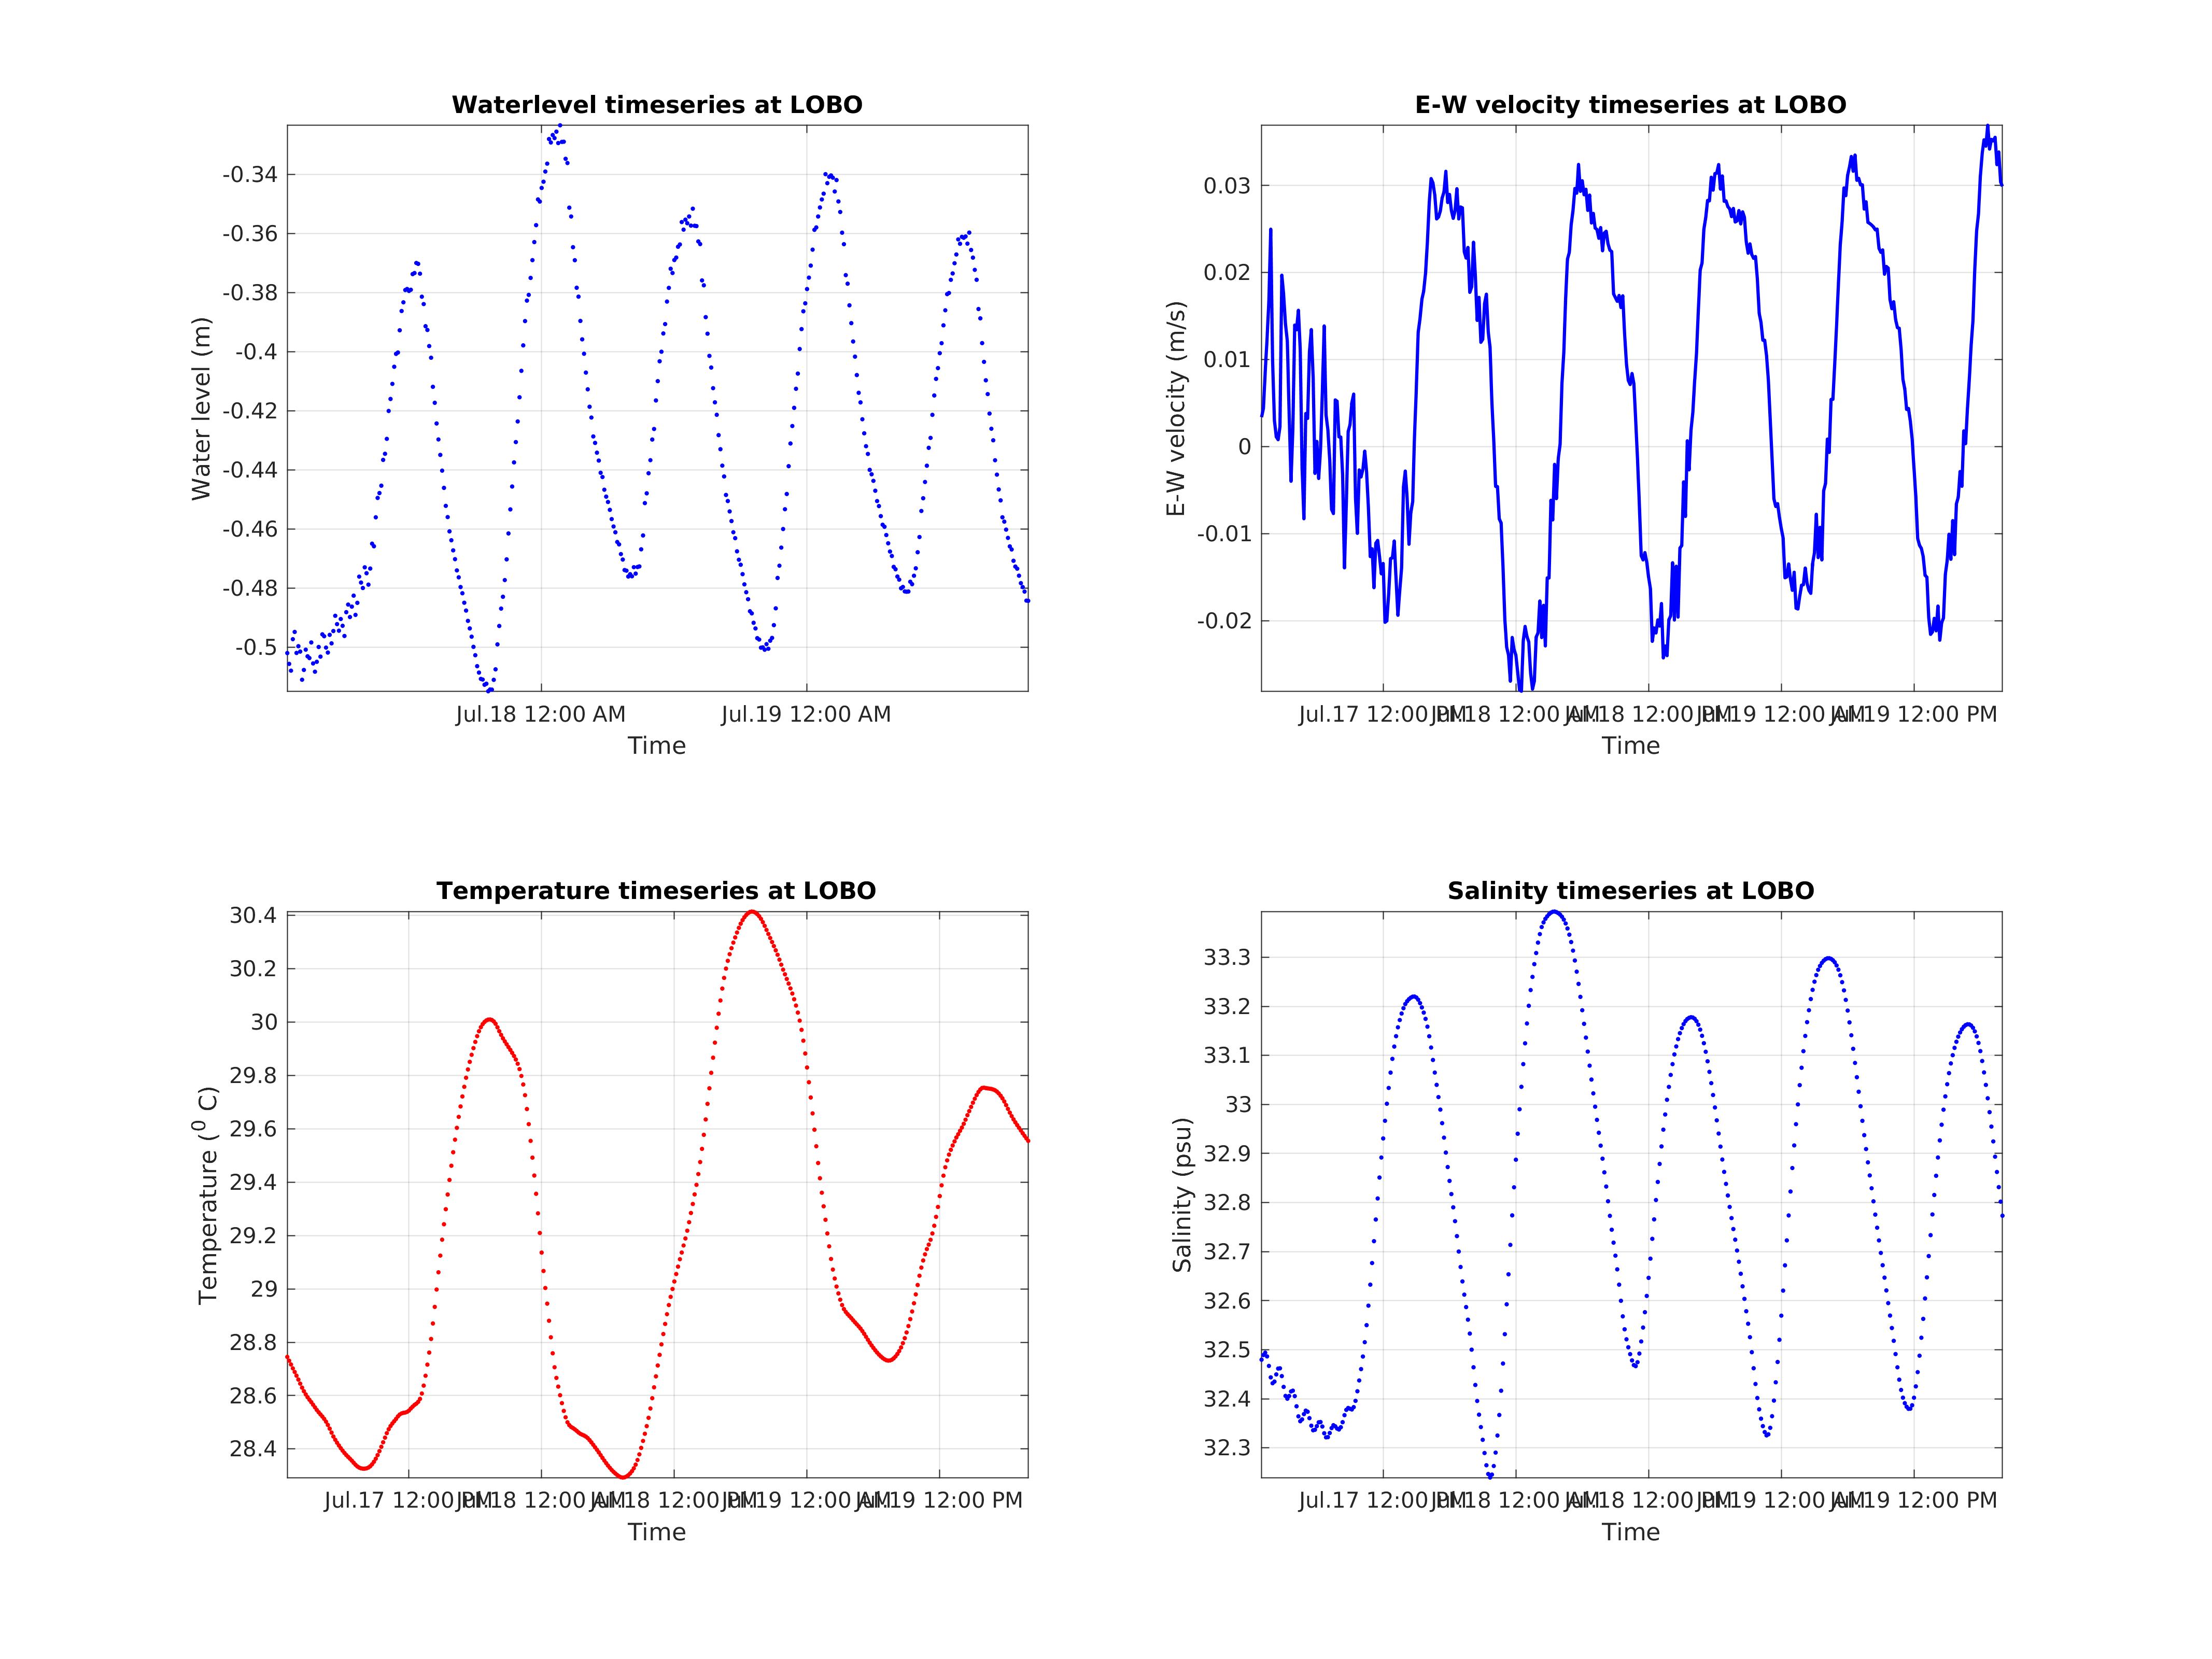 Waterlevel timeseries at LOBO
-0.34
-0.36
-0.38
-0.4
-0.42
-0.44
-0.46
-0.48
-0.5
Water level (m)
Jul.18 12:00 AM Jul.19 12:00 AM
Time
E-W velocity timeseries at LOBO
0.03
0.02
0.01
0
-0.01
-0.02
E-W velocity (m/s)
Jul.17 12:00 PM Jul.18 12:00 AM Jul.18 12:00 PM Jul.19 12:00 AM Jul.19 12:00 PM
Time
Temperature timeseries at LOBO
30.4
30.2
30
29.8
29.6
29.4
29.2
29
28.8
28.6
28.4
Temperature (⁰ C)
Jul.17 12:00 PM Jul.18 12:00 AM Jul.18 12:00 PM Jul.19 12:00 AM Jul.19 12:00 PM
Time
Salinity timeseries at LOBO
33.3
33.2
33.1
33
32.9
32.8
32.7
32.6
32.5
32.4
32.3
Salinity (psu)
Jul.17 12:00 PM Jul.18 12:00 AM Jul.18 12:00 PM Jul.19 12:00 AM Jul.19 12:00 PM
Time